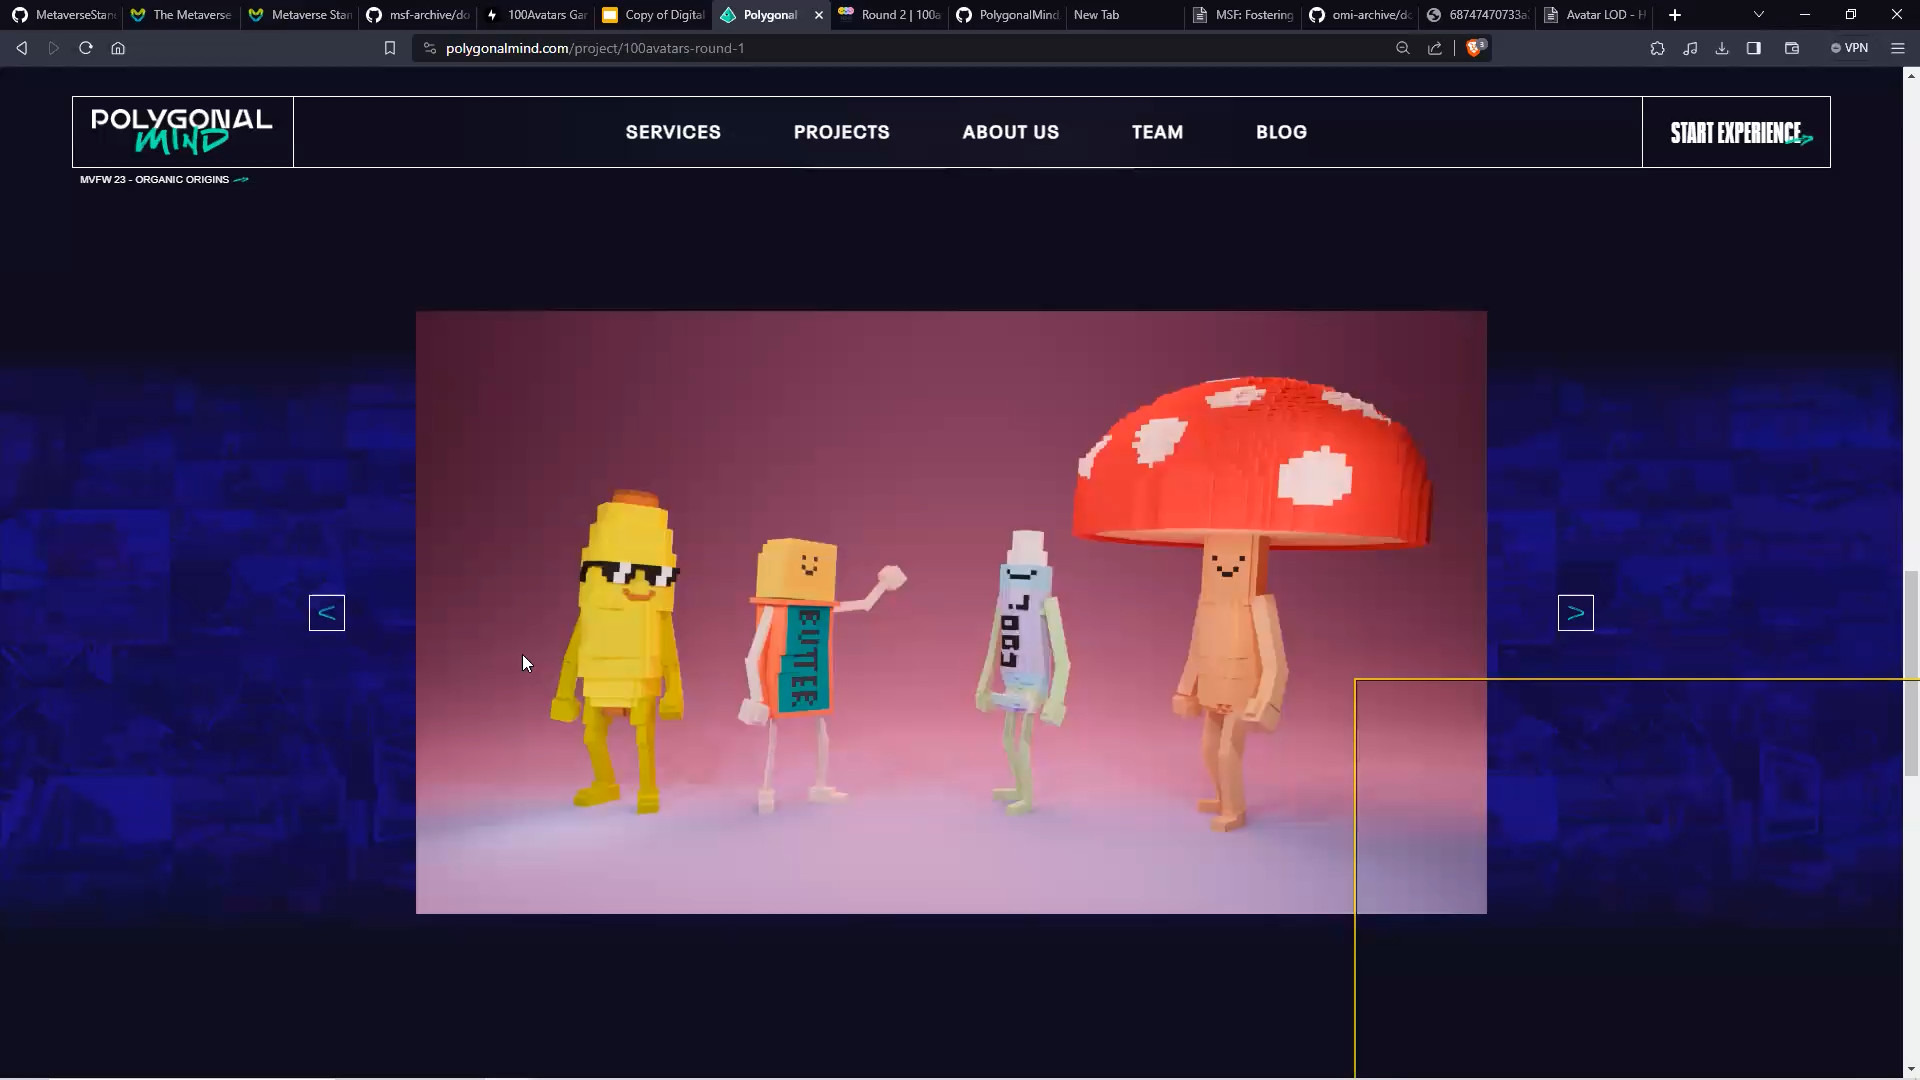 MetaverseStan
The Metaverse
Metaverse Stan
msf-archive/do
100Avatars Gar
Copy of Digital
Polygonal
Round 2 | 100a
PolygonalMind
New Tab
MSF: Fostering
omi-archive/do
68747470733a
Avatar LOD - H
polygonalmind.com/project/100avatars-round-1
3
VPN
POLYGONAL
MIND
SERVICES
PROJECTS
ABOUT US
TEAM
BLOG
START EXPERIENCE
MVFW 23 - ORGANIC ORIGINS
<
BUTTER
>